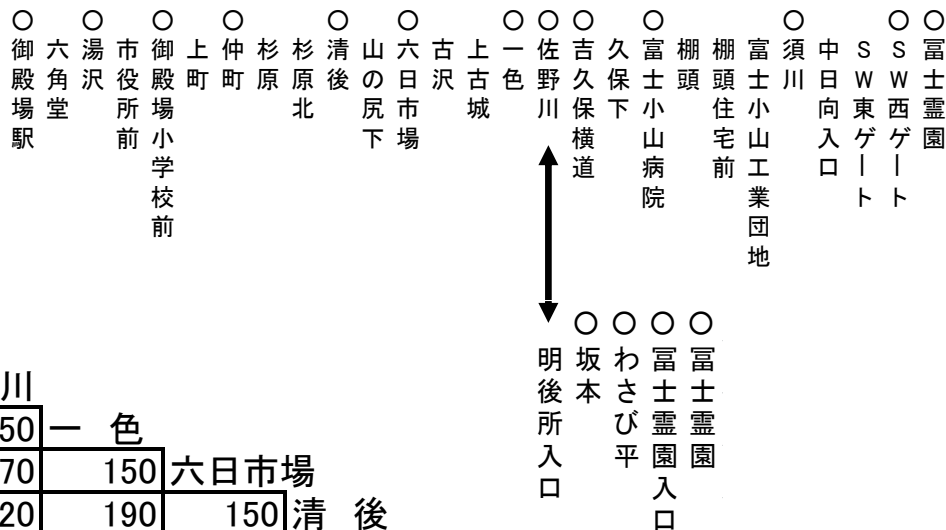 ○御殿場駅
六角堂
○湯沢
市役所前
○御殿場小学校前
上町
○仲町
杉原
杉原北
○清後
山の尻下
○六日市場
古沢
上古城
○一色
○佐野川
○吉久保横道
久保下
○富士小山病院
棚頭
棚頭住宅前
富士小山工業団地
○須川
中日向入口
SW東ゲート
○SW西ゲート
○冨士霊園
明後所入口
○坂本
○わさび平
○冨士霊園入口
○冨士霊園
川
50 一 色
70 150 六日市場
20 190 150 清 後